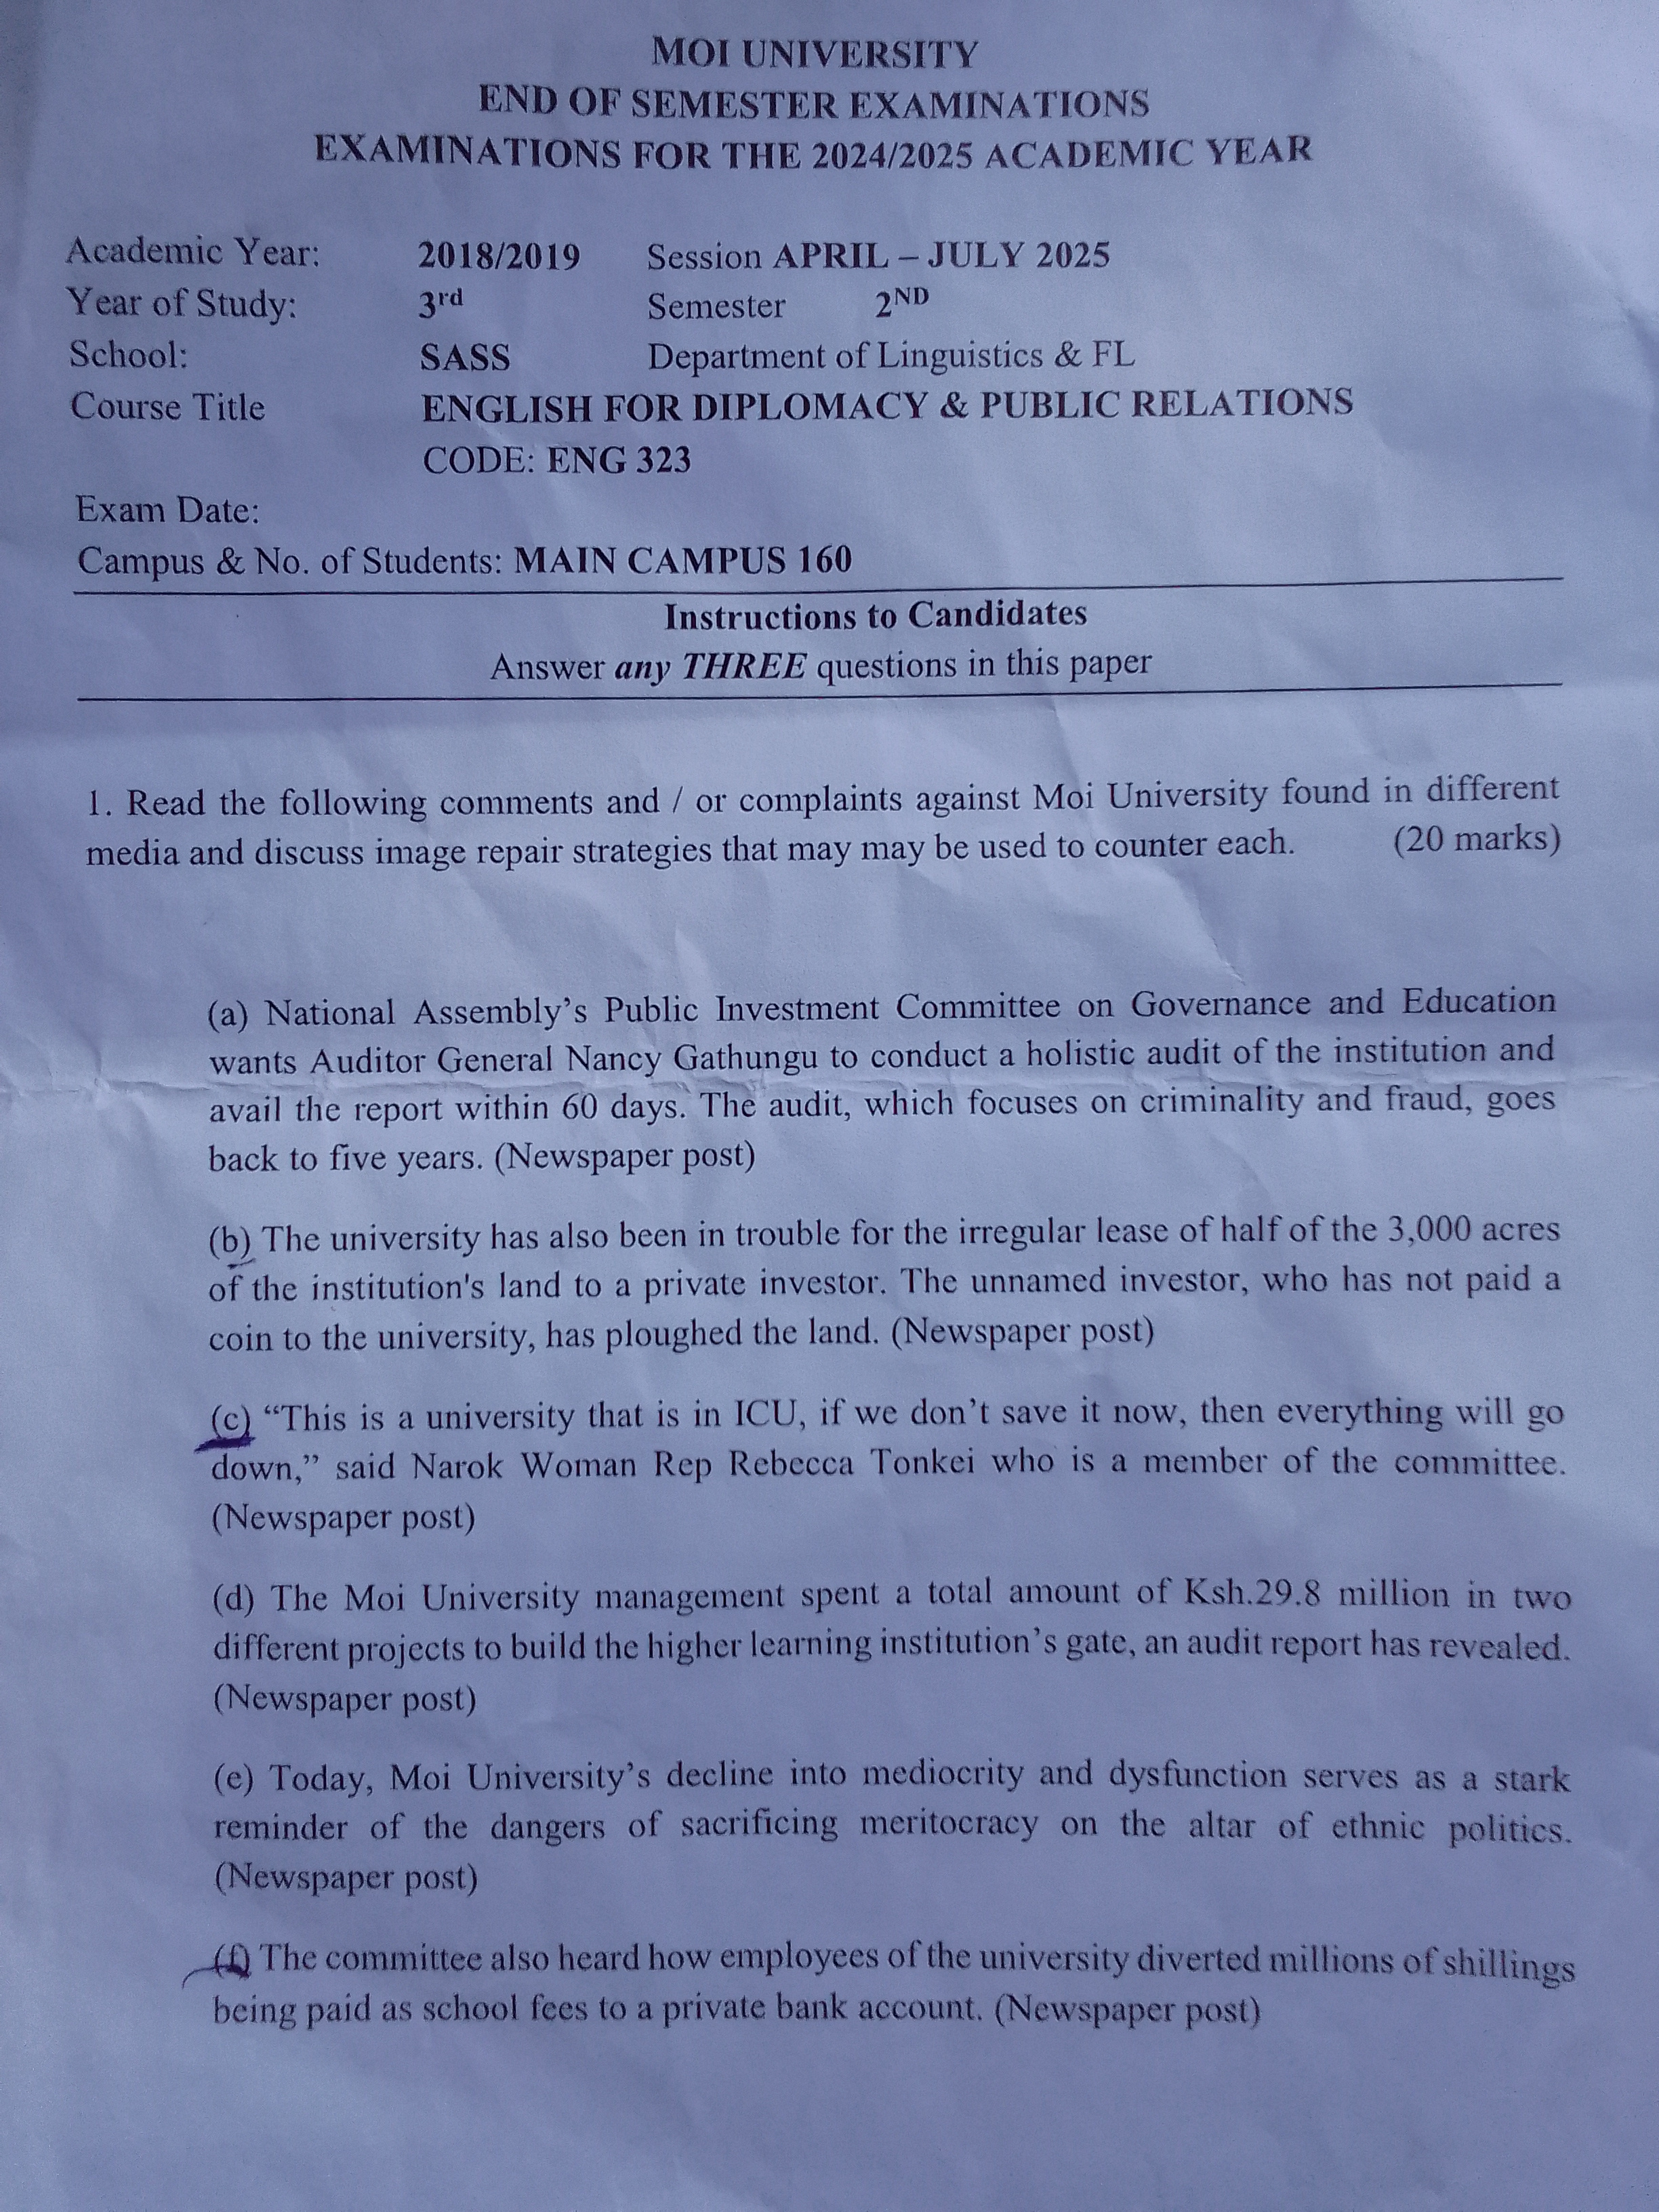 MOI UNIVERSITY
END OF SEMESTER EXAMINATIONS
EXAMINATIONS FOR THE 2024/2025 ACADEMIC YEAR
Academic Year: 2018/2019 Session APRIL – JULY 2025
Year of Study: 3rd Semester 2ND
School: SASS Department of Linguistics & FL
Course Title ENGLISH FOR DIPLOMACY & PUBLIC RELATIONS
CODE: ENG 323
Exam Date:
Campus & No. of Students: MAIN CAMPUS 160
Instructions to Candidates
Answer any THREE questions in this paper
1. Read the following comments and / or complaints against Moi University found in different
media and discuss image repair strategies that may may be used to counter each. (20 marks)
(a) National Assembly’s Public Investment Committee on Governance and Education
wants Auditor General Nancy Gathungu to conduct a holistic audit of the institution and
avail the report within 60 days. The audit, which focuses on criminality and fraud, goes
back to five years. (Newspaper post)
(b) The university has also been in trouble for the irregular lease of half of the 3,000 acres
of the institution's land to a private investor. The unnamed investor, who has not paid a
coin to the university, has ploughed the land. (Newspaper post)
(c) “This is a university that is in ICU, if we don’t save it now, then everything will go
down,” said Narok Woman Rep Rebecca Tonkei who is a member of the committee.
(Newspaper post)
(d) The Moi University management spent a total amount of Ksh.29.8 million in two
different projects to build the higher learning institution’s gate, an audit report has revealed.
(Newspaper post)
(e) Today, Moi University’s decline into mediocrity and dysfunction serves as a stark
reminder of the dangers of sacrificing meritocracy on the altar of ethnic politics.
(Newspaper post)
(f) The committee also heard how employees of the university diverted millions of shillings
being paid as school fees to a private bank account. (Newspaper post)